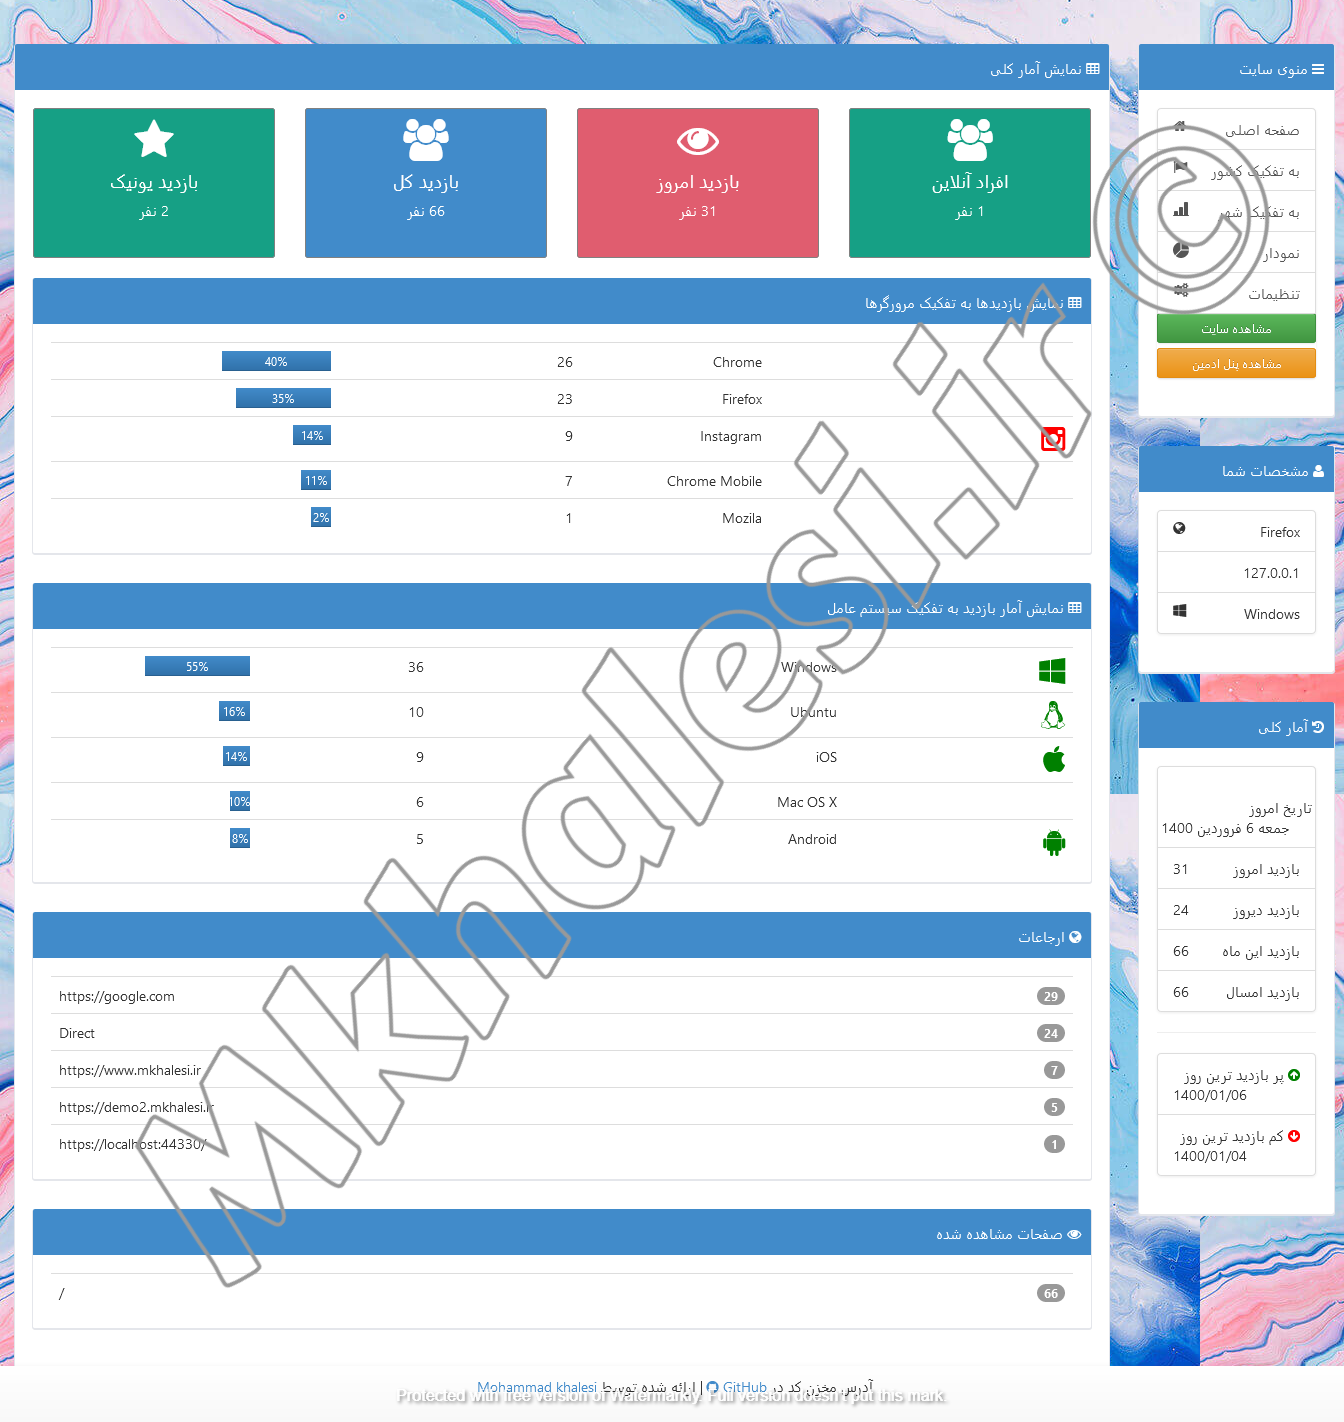 منوی سایت
صفحه اصلی
به تفکیک کشور
به تفکیک شهر
نمودار
تنظیمات
مشاهده سایت
مشاهده پنل ادمین
مشخصات شما
Firefox
127.0.0.1
Windows
آمار کلی
تاریخ امروز
جمعه 6 فروردین 1400
بازدید امروز 31
بازدید دیروز 24
بازدید این ماه 66
بازدید امسال 66
پر بازدید ترین روز
1400/01/06
کم بازدید ترین روز
1400/01/04
نمایش آمار کلی
افراد آنلاین
1 نفر
بازدید امروز
31 نفر
بازدید کل
66 نفر
بازدید یونیک
2 نفر
نمایش بازدیدها به تفکیک مرورگرها
Chrome 26 40%
Firefox 23 35%
Instagram 9 14%
Chrome Mobile 7 11%
Mozila 1 2%
نمایش آمار بازدید به تفکیک سیستم عامل
Windows 36 55%
Ubuntu 10 16%
iOS 9 14%
Mac OS X 6 10%
Android 5 8%
ارجاعات
29 https://google.com
24 Direct
7 https://www.mkhalesi.ir
5 https://demo2.mkhalesi.ir
1 https://localhost:44330/
صفحات مشاهده شده
66 /
آدرس مخزن کد در GitHub | ارائه شده توسط Mohammad khalesi
Protected with free version of Watermarkly. Full version doesn't put this mark.
© Mkhalesi.ir